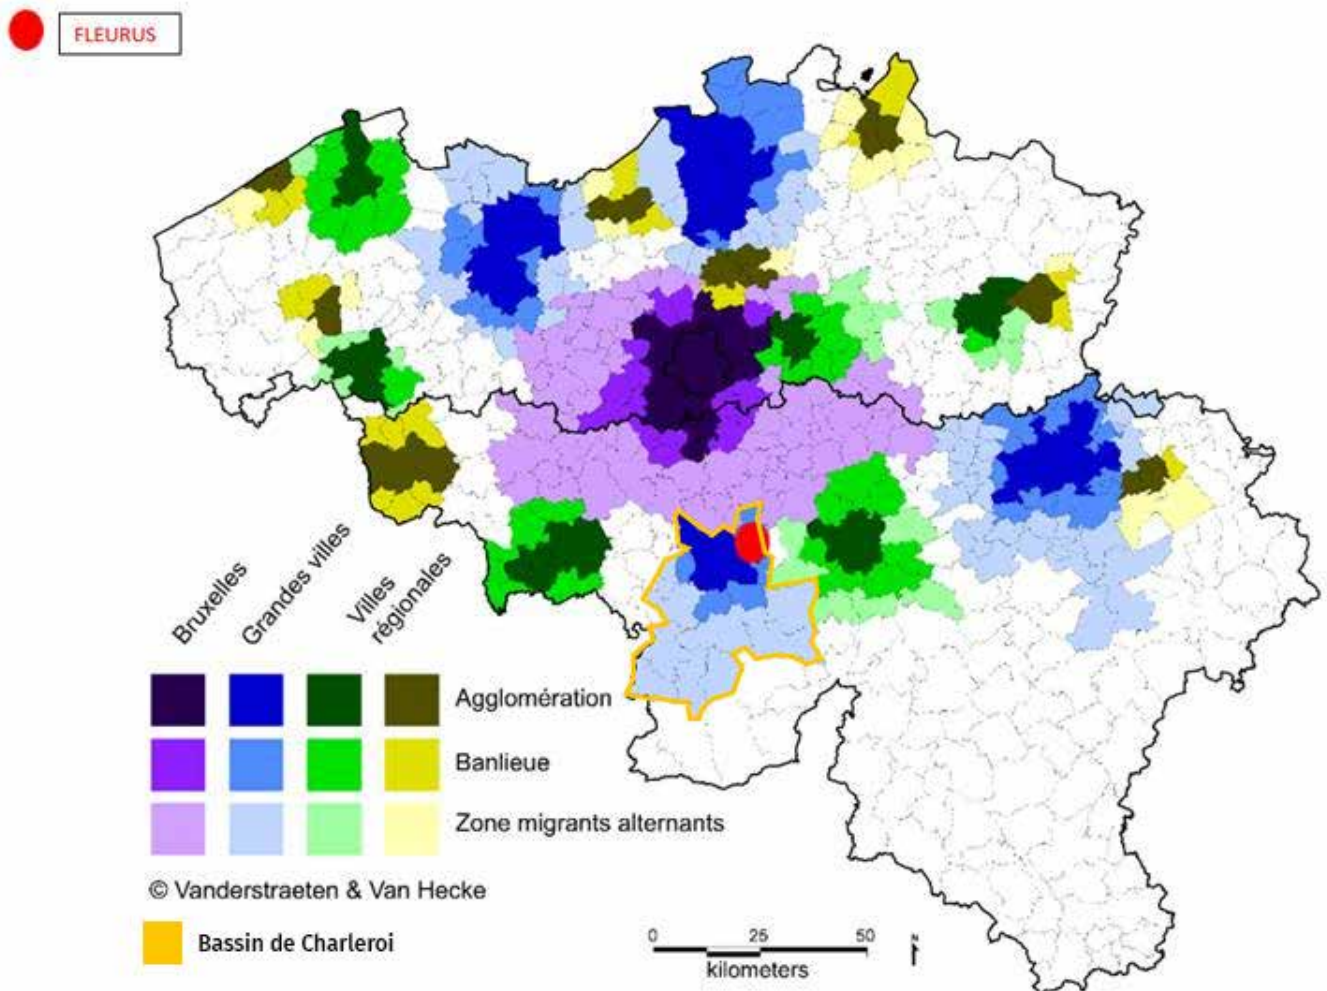 FLEURUS
Bruxelles
Grandes villes
Villes
régionales
Agglomération
Banlieue
Zone migrants alternants
© Vanderstraeten & Van Hecke
Bassin de Charleroi
0 25 50
kilometers
N